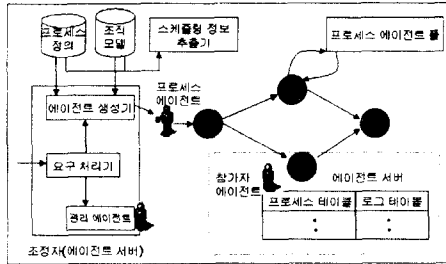 프로세스
정의
조직
모델
스케줄링 정보
추출기
프로세스 에이전트 풀
에이전트 생성기
프로세스
에이전트
요구 처리기
관리 에이전트
조정자(에이전트 서버)
참가자
에이전트
에이전트 서버
프로세스 테이블
로그 테이블